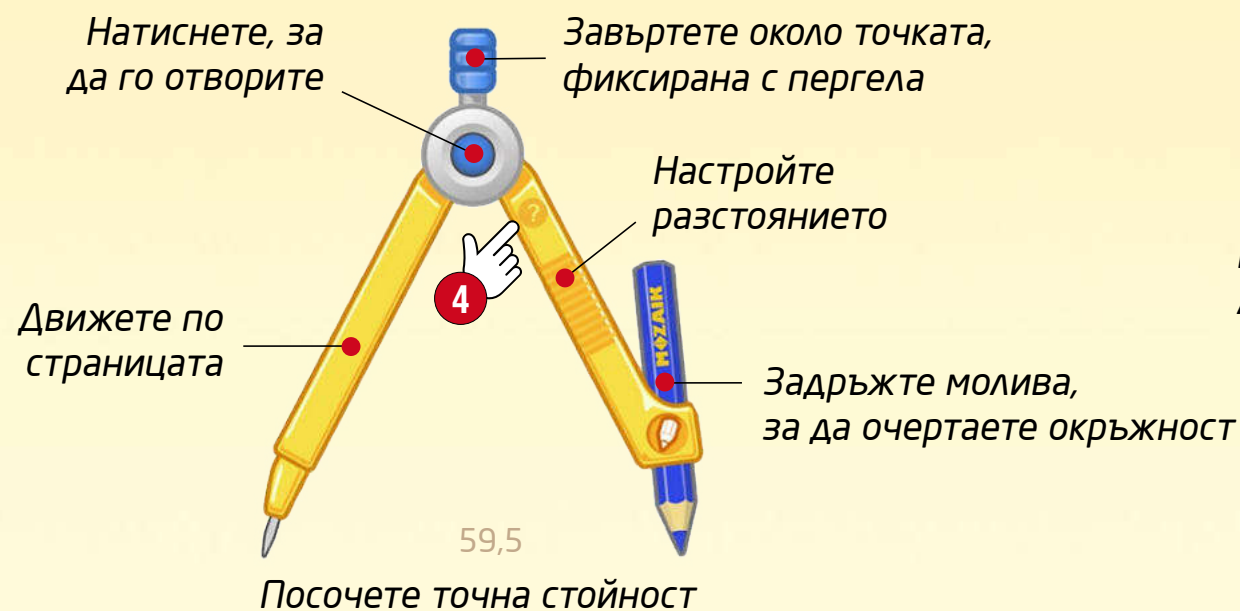 Натиснете, за
да го отворите
Завъртете около точката,
фиксирана с пергела
Настройте
разстоянието
?
4
MOZAIK
Движете по
страницата
Задръжте молива,
за да очертаете окръжност
59,5
Посочете точна стойност